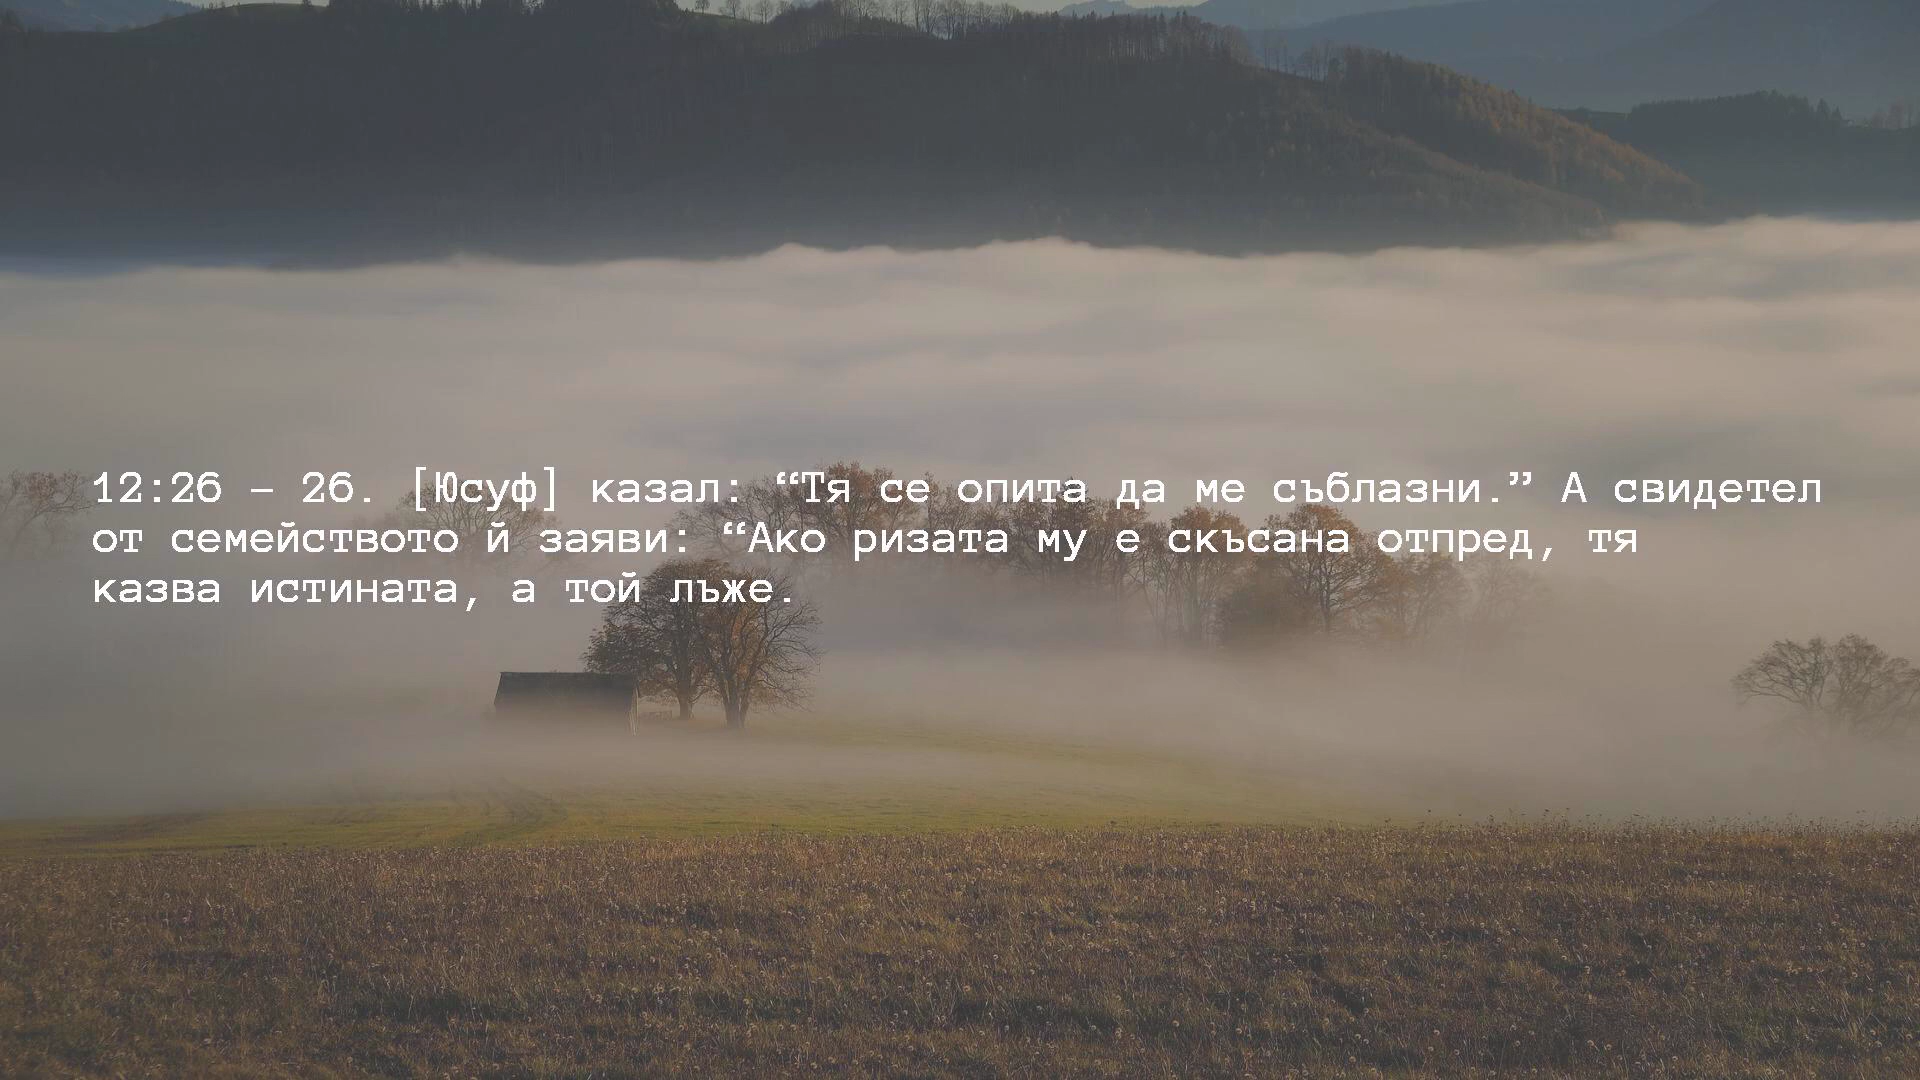 12:26 – 26. [Юсуф] казал: “Тя се опита да ме съблазни.” А свидетел
от семейството й заяви: “Ако ризата му е скъсана отпред, тя
казва истината, а той лъже.